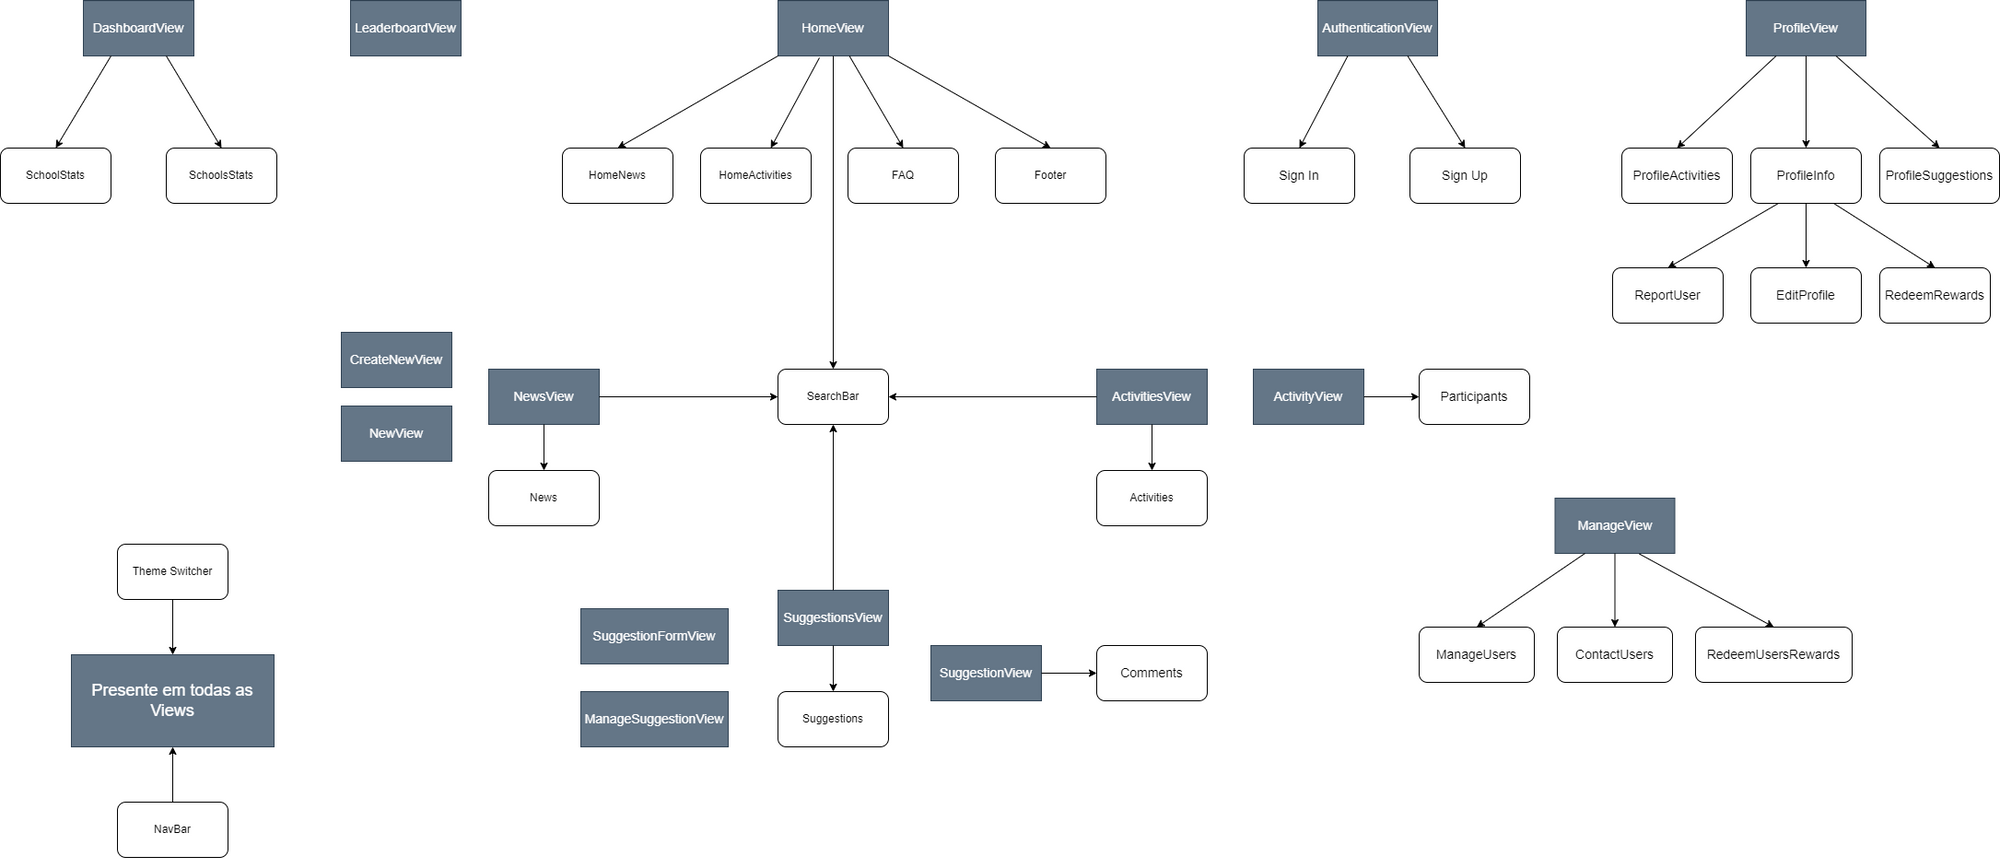 DashboardView
LeaderboardView
HomeView
AuthenticationView
ProfileView
SchoolStats
SchoolsStats
HomeNews
HomeActivities
FAQ
Footer
Sign In
Sign Up
ProfileActivities
ProfileInfo
ProfileSuggestions
ReportUser
EditProfile
RedeemRewards
CreateNewView
NewsView
SearchBar
ActivitiesView
ActivityView
Participants
NewView
News
Activities
ManageView
Theme Switcher
SuggestionsView
SuggestionFormView
ManageUsers
ContactUsers
RedeemUsersRewards
SuggestionView
Comments
Presente em todas as
Views
ManageSuggestionView
Suggestions
NavBar